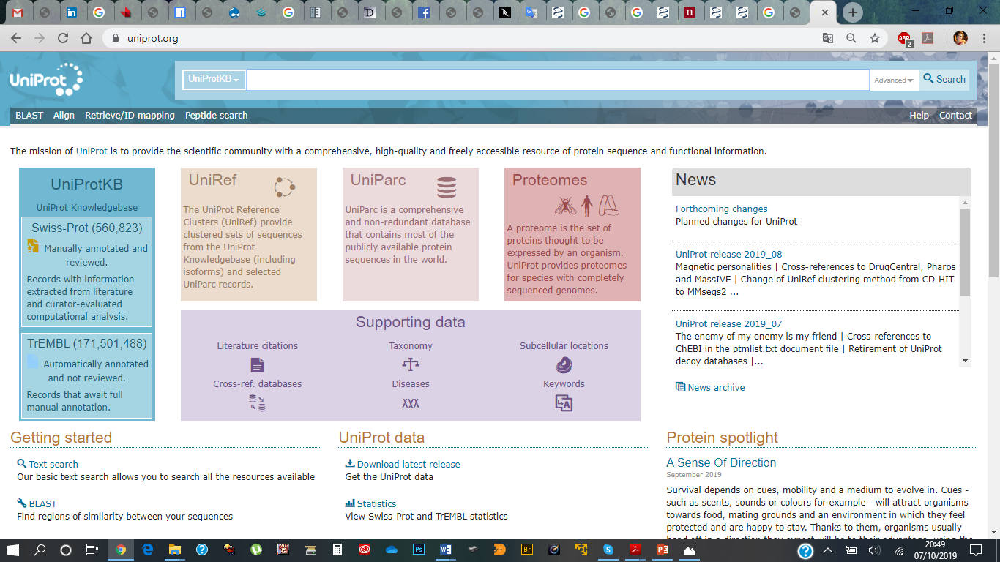 uniprot.org
ABP
2
UniProt
UniProtKB
Advanced
Search
BLAST Align Retrieve/ID mapping Peptide search
Help Contact
The mission of UniProt is to provide the scientific community with a comprehensive, high-quality and freely accessible resource of protein sequence and functional information.
UniProtKB
UniProt Knowledgebase
Swiss-Prot (560,823)
Manually annotated and
reviewed.
Records with information
extracted from literature
and curator-evaluated
computational analysis.
TrEMBL (171,501,488)
Automatically annotated
and not reviewed.
Records that await full
manual annotation.
UniRef
The UniProt Reference
Clusters (UniRef) provide
clustered sets of sequences
from the UniProt
Knowledgebase (including
isoforms) and selected
UniParc records.
UniParc
UniParc is a comprehensive
and non-redundant database
that contains most of the
publicly available protein
sequences in the world.
Proteomes
A proteome is the set of
proteins thought to be
expressed by an organism.
UniProt provides proteomes
for species with completely
sequenced genomes.
Supporting data
Literature citations
Taxonomy
Subcellular locations
Cross-ref. databases
Diseases
Keywords
News
Forthcoming changes
Planned changes for UniProt
UniProt release 2019_08
Magnetic personalities | Cross-references to DrugCentral, Pharos
and MassIVE | Change of UniRef clustering method from CD-HIT
to MMseqs2 ...
UniProt release 2019_07
The enemy of my enemy is my friend | Cross-references to
ChEBI in the ptmlist.txt document file | Retirement of UniProt
decoy databases |...
News archive
Getting started
Text search
Our basic text search allows you to search all the resources available
BLAST
Find regions of similarity between your sequences
UniProt data
Download latest release
Get the UniProt data
Statistics
View Swiss-Prot and TrEMBL statistics
Protein spotlight
A Sense Of Direction
September 2019
Survival depends on cues, mobility and a medium to evolve in. Cues -
such as scents, sounds or colours for example - will attract organisms
towards food, mating grounds and an environment in which they feel
protected and are happy to stay. Thanks to them, organisms usually
20:49
07/10/2019